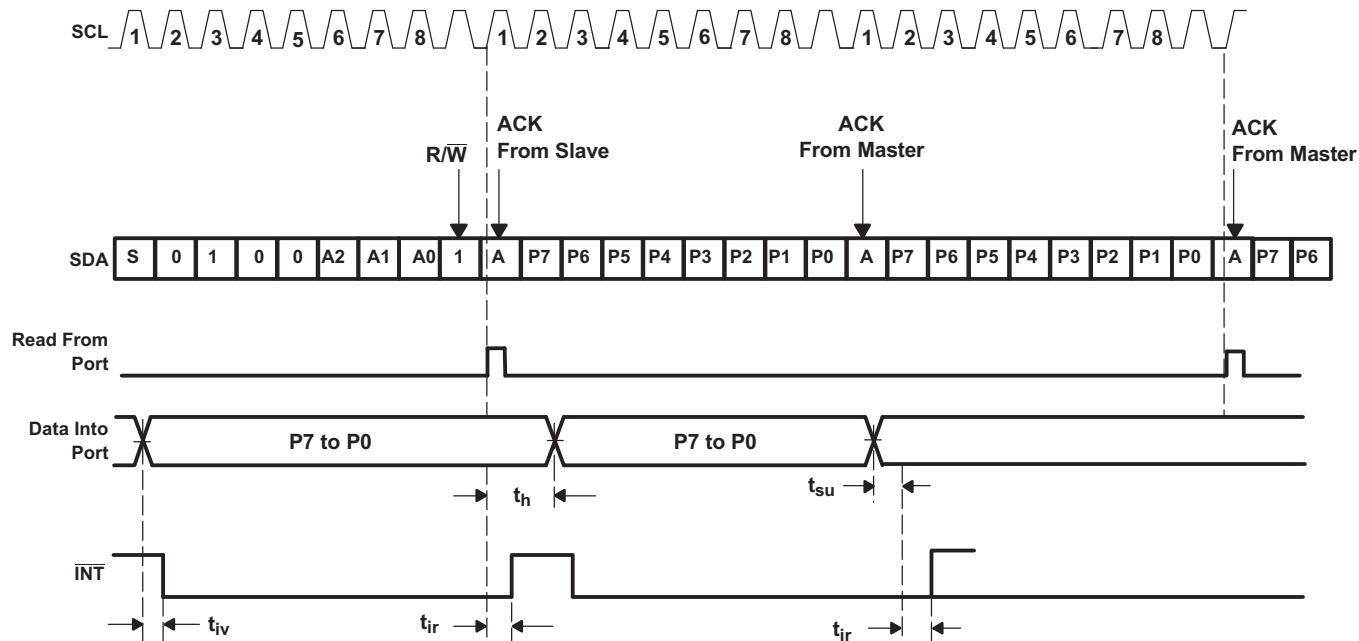 SCL 1 2 3 4 5 6 7 8 1 2 3 4 5 6 7 8 1 2 3 4 5 6 7 8
R/W̅
ACK
From Slave
ACK
From Master
ACK
From Master
SDA S 0 1 0 0 A2 A1 A0 1 A P7 P6 P5 P4 P3 P2 P1 P0 A P7 P6 P5 P4 P3 P2 P1 P0 A P7 P6
Read From
Port
Data Into
Port
P7 to P0 P7 to P0
th tsu
I̅N̅T̅
tiv tir tir